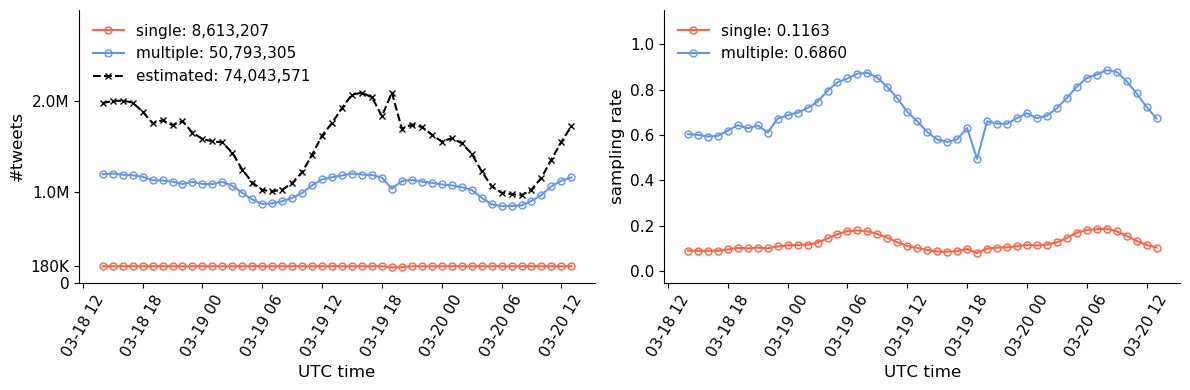 single: 8,613,207
multiple: 50,793,305
estimated: 74,043,571
#tweets
2.0M
1.0M
180K
0
03-18 12
03-18 18
03-19 00
03-19 06
03-19 12
03-19 18
03-20 00
03-20 06
03-20 12
UTC time
single: 0.1163
multiple: 0.6860
sampling rate
1.0
0.8
0.6
0.4
0.2
0.0
03-18 12
03-18 18
03-19 00
03-19 06
03-19 12
03-19 18
03-20 00
03-20 06
03-20 12
UTC time